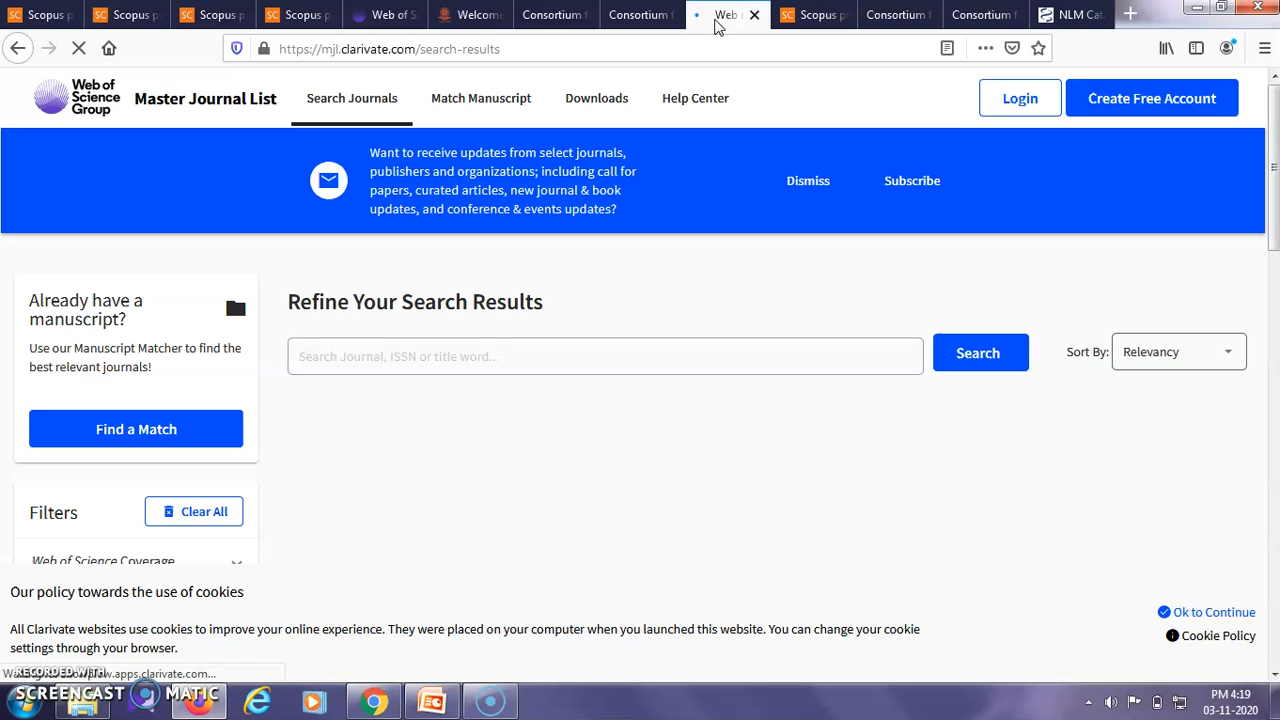 Scopus p
Scopus p
Scopus p
Scopus p
Web of S
Welcome
Consortium f
Consortium f
Web o
Scopus p
Consortium f
Consortium f
NLM Cat
https://mjl.clarivate.com/search-results
Web of
Science
Group
Master Journal List
Search Journals
Match Manuscript
Downloads
Help Center
Login
Create Free Account
Want to receive updates from select journals,
publishers and organizations; including call for
papers, curated articles, new journal & book
updates, and conference & events updates?
Dismiss
Subscribe
Already have a
manuscript?
Use our Manuscript Matcher to find the
best relevant journals!
Find a Match
Refine Your Search Results
Search Journal, ISSN or title word...
Search
Sort By:
Relevancy
Filters
Clear All
Web of Science Coverage
Our policy towards the use of cookies
All Clarivate websites use cookies to improve your online experience. They were placed on your computer when you launched this website. You can change your cookie
settings through your browser.
Ok to Continue
Cookie Policy
RECORDED WITH
SCREENCAST MATIC
PM 4:19
03-11-2020